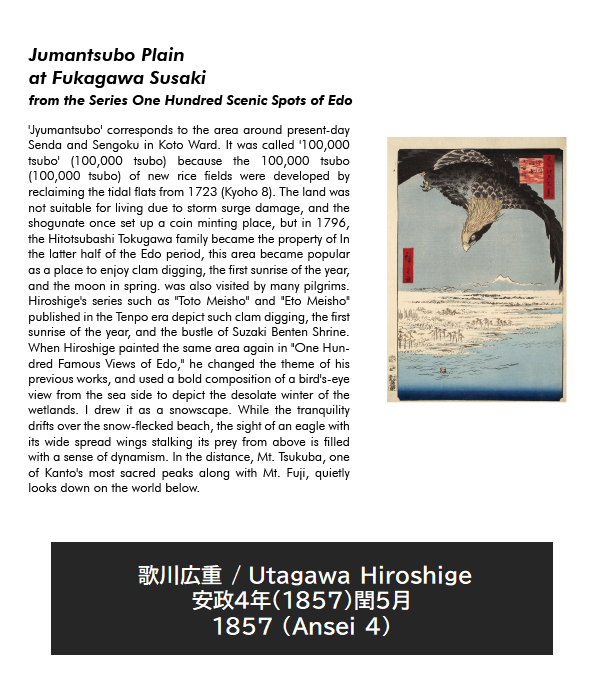 Jumantsubo Plain
at Fukagawa Susaki
from the Series One Hundred Scenic Spots of Edo
'Jyumantsubo' corresponds to the area around present-day
Senda and Sengoku in Koto Ward. It was called '100,000
tsubo' (100,000 tsubo) because the 100,000 tsubo
(100,000 tsubo) of new rice fields were developed by
reclaiming the tidal flats from 1723 (Kyoho 8). The land was
not suitable for living due to storm surge damage, and the
shogunate once set up a coin minting place, but in 1796,
the Hitotsubashi Tokugawa family became the property of In
the latter half of the Edo period, this area became popular
as a place to enjoy clam digging, the first sunrise of the year,
and the moon in spring. was also visited by many pilgrims.
Hiroshige's series such as "Toto Meisho" and "Eto Meisho"
published in the Tenpo era depict such clam digging, the first
sunrise of the year, and the bustle of Suzaki Benten Shrine.
When Hiroshige painted the same area again in "One Hun-
dred Famous Views of Edo," he changed the theme of his
previous works, and used a bold composition of a bird's-eye
view from the sea side to depict the desolate winter of the
wetlands. I drew it as a snowscape. While the tranquility
drifts over the snow-flecked beach, the sight of an eagle with
its wide spread wings stalking its prey from above is filled
with a sense of dynamism. In the distance, Mt. Tsukuba, one
of Kanto's most sacred peaks along with Mt. Fuji, quietly
looks down on the world below.
歌川広重 / Utagawa Hiroshige
安政4年(1857)閏5月
1857 (Ansei 4)